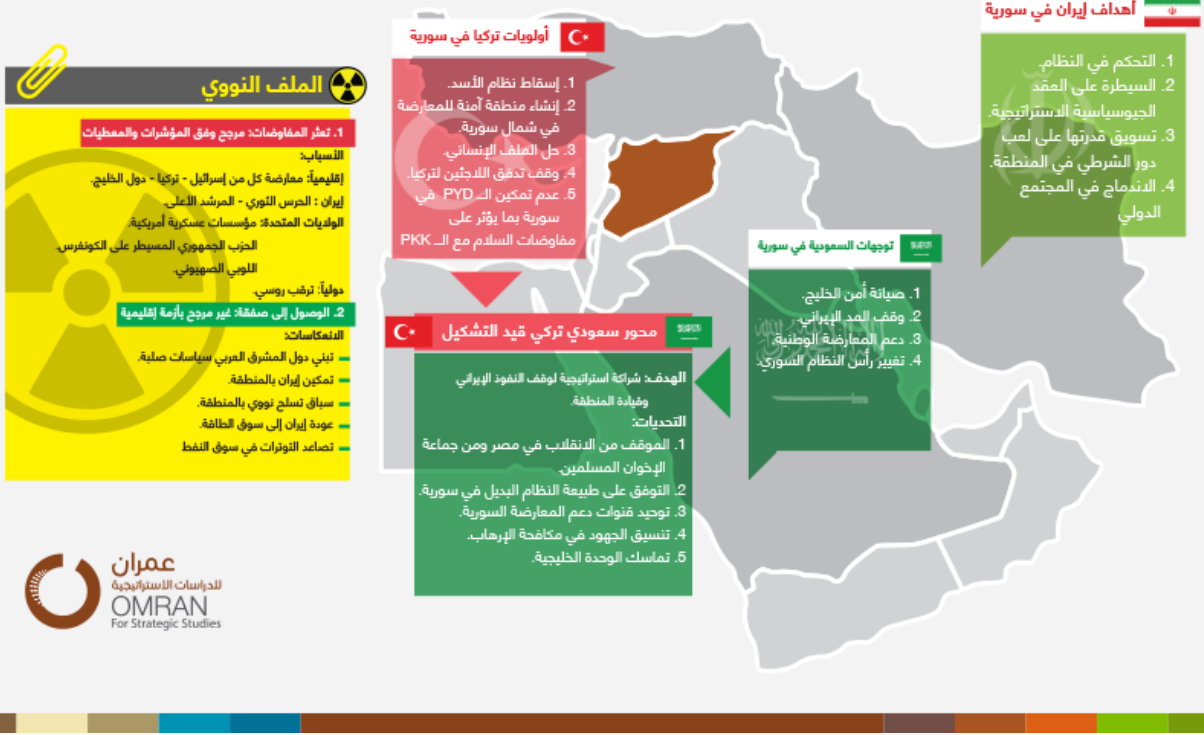 أهداف إيران في سورية
1. التحكم في النظام.
2. السيطرة على العقد
الجيوسياسية الاستراتيجية.
3. تسويق قدرتها على لعب
دور الشرطي في المنطقة.
4. الاندماج في المجتمع
الدولي
أولويات تركيا في سورية
1. إسقاط نظام الأسد.
2. إنشاء منطقة آمنة للمعارضة
في شمال سورية.
3. حل الملف الإنساني.
4. وقف تدفق اللاجئين لتركيا.
5. عدم تمكين الـ PYD في
سورية بما يؤثر على
مفاوضات السلام مع الـ PKK
توجهات السعودية في سورية
1. صيانة أمن الخليج.
2. وقف المد الإيراني.
3. دعم المعارضة الوطنية.
4. تغيير رأس النظام السوري.
محور سعودي تركي قيد التشكيل
الهدف: شراكة استراتيجية لوقف النفوذ الإيراني
وقيادة المنطقة.
التحديات:
1. الموقف من الانقلاب في مصر ومن جماعة
الإخوان المسلمين.
2. التوفق على طبيعة النظام البديل في سورية.
3. توحيد قنوات دعم المعارضة السورية.
4. تنسيق الجهود في مكافحة الإرهاب.
5. تماسك الوحدة الخليجية.
الملف النووي
1. تعثر المفاوضات: مرجح وفق المؤشرات والمعطيات
الأسباب:
إقليمياً: معارضة كل من إسرائيل - تركيا - دول الخليج.
إيران : الحرس الثوري - المرشد الأعلى.
الولايات المتحدة: مؤسسات عسكرية أمريكية.
الحزب الجمهوري المسيطر على الكونغرس.
اللوبي الصهيوني.
دولياً: ترقب روسي.
2. الوصول إلى صفقة: غير مرجح بأزمة إقليمية
الانعكاسات:
تبني دول المشرق العربي سياسات صلبة.
تمكين إيران بالمنطقة.
سباق تسلح نووي بالمنطقة.
عودة إيران إلى سوق الطاقة.
تصاعد التوترات في سوق النفط
عمران
للدراسات الاستراتيجية
OMRAN
For Strategic Studies